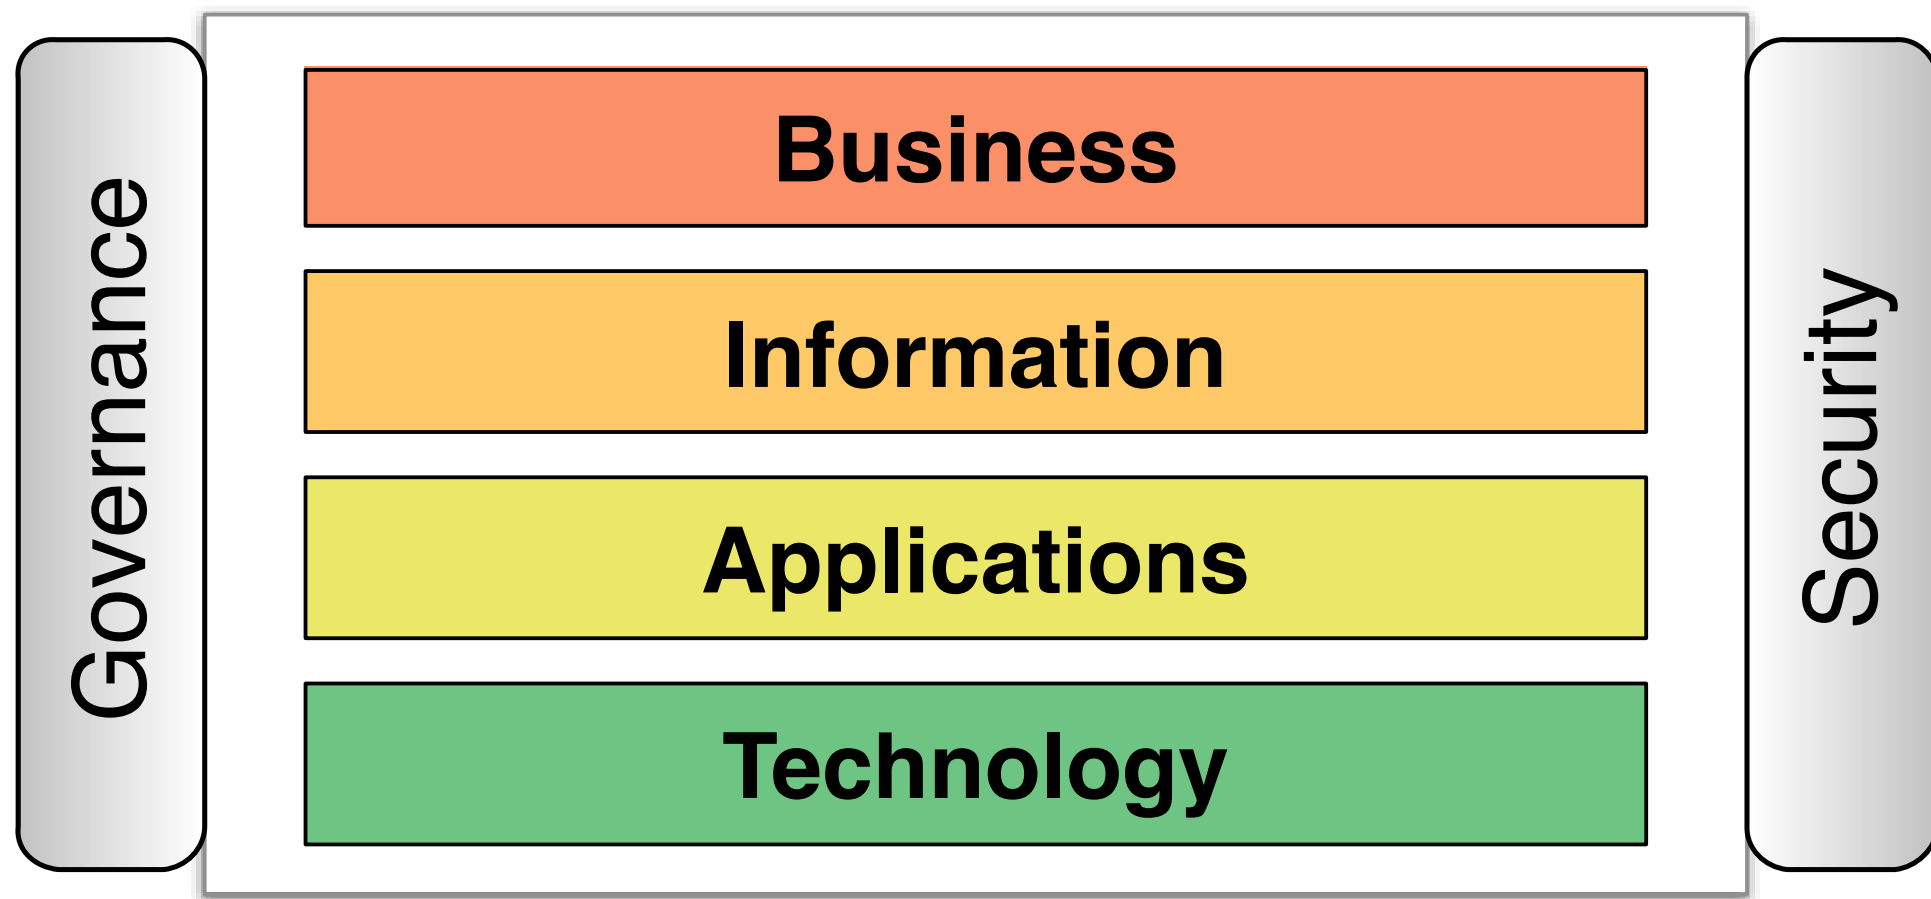 Governance
Business
Information
Applications
Technology
Security